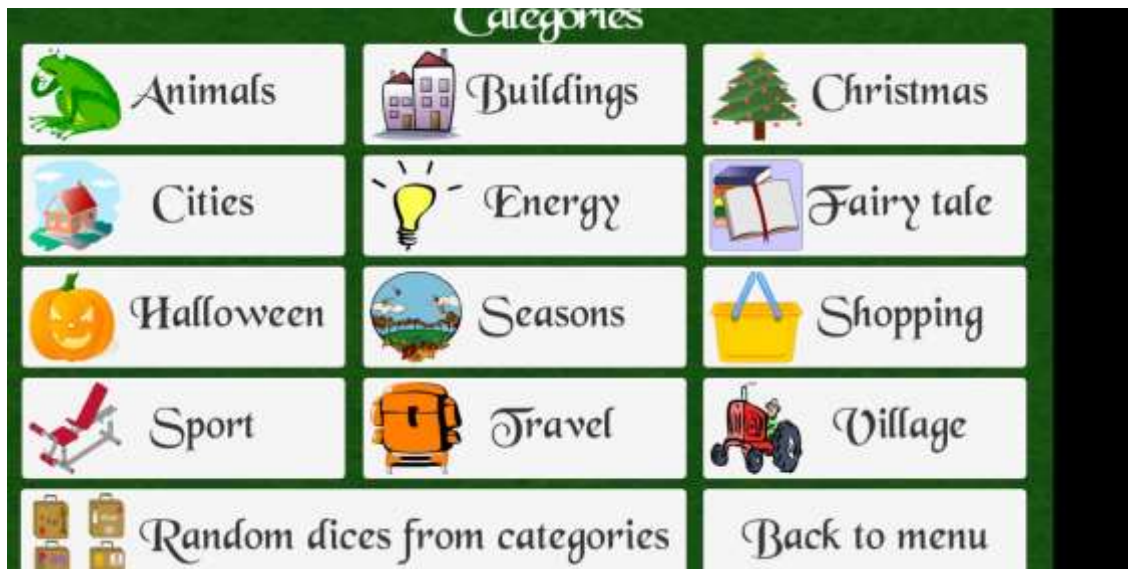 Categories
Animals
Buildings
Christmas
Cities
Energy
Fairy tale
Halloween
Seasons
Shopping
Sport
Travel
Village
Random dices from categories
Back to menu